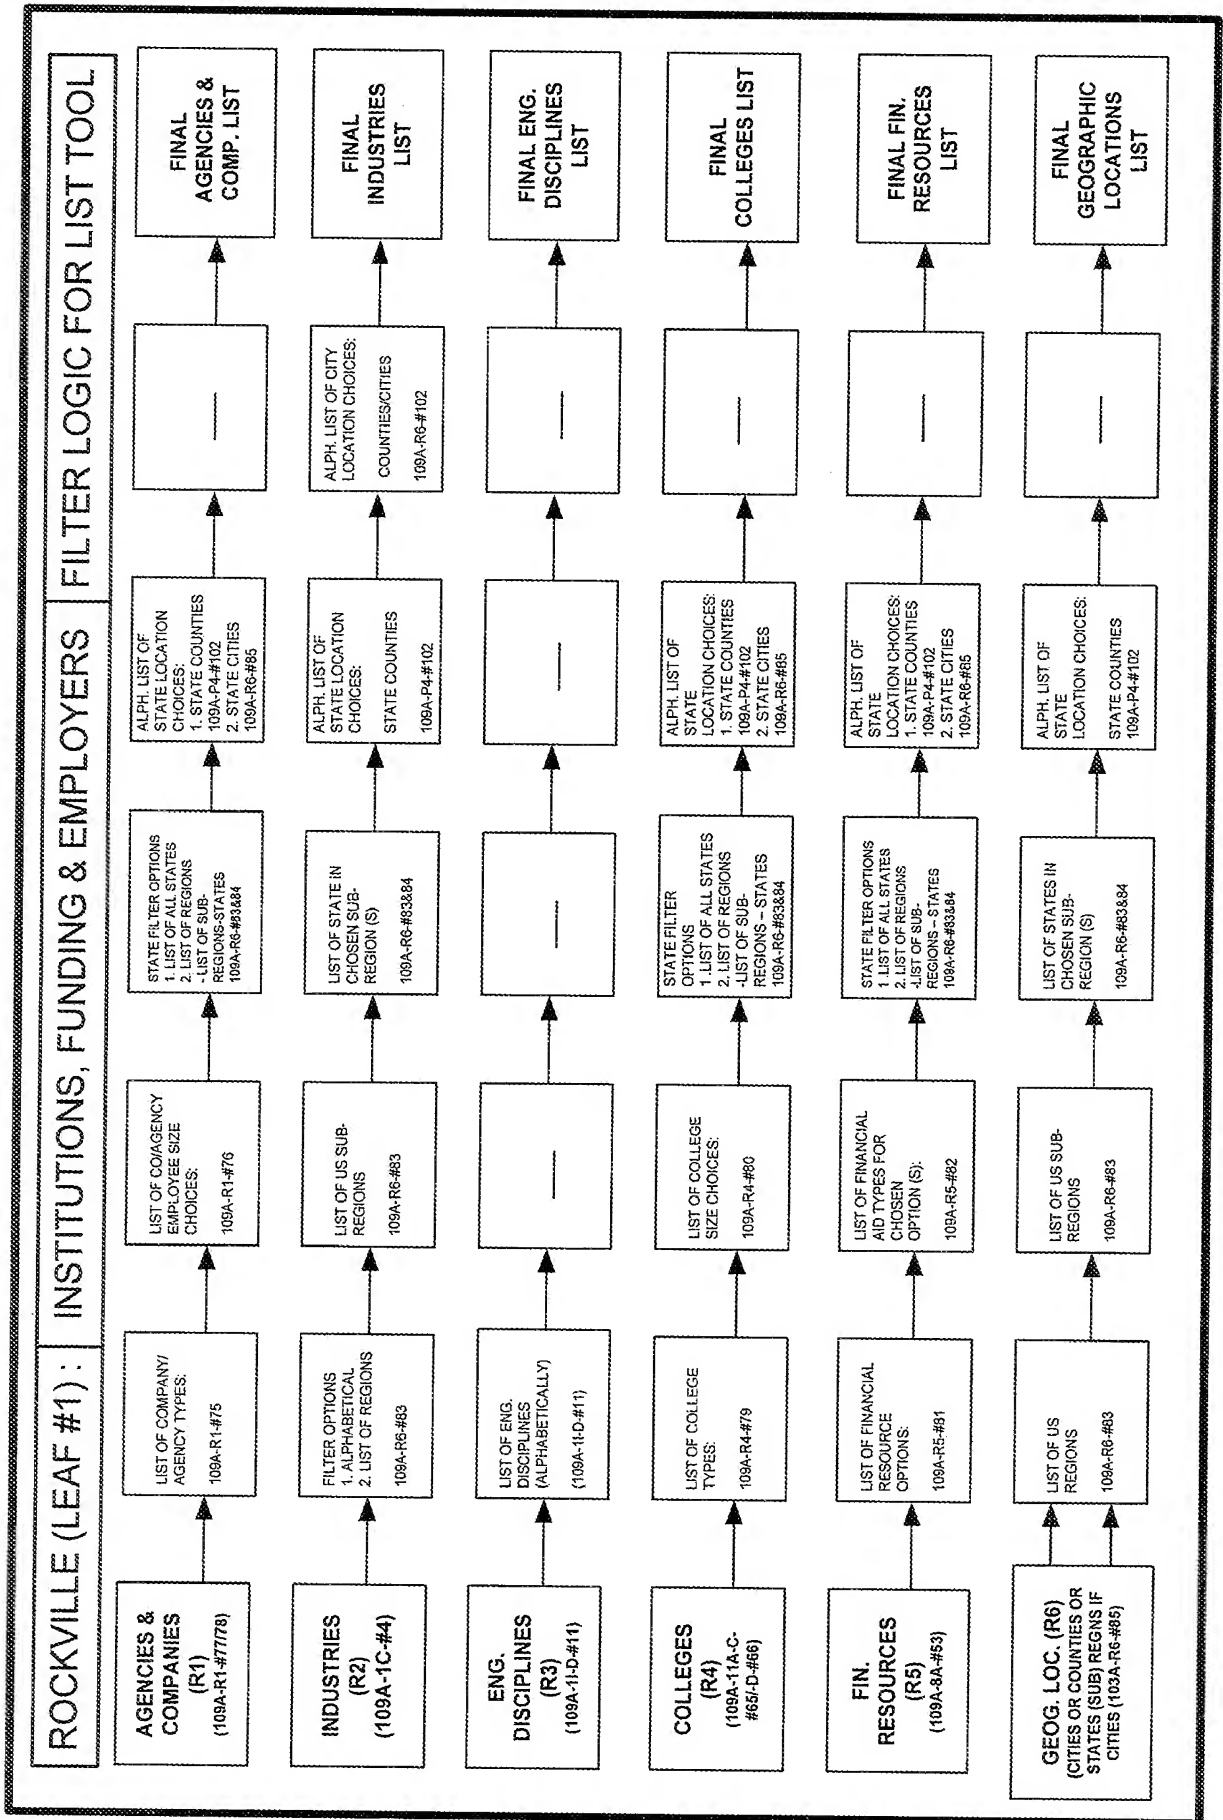 ROCKVILLE (LEAF #1) :
INSTITUTIONS, FUNDING & EMPLOYERS
FILTER LOGIC FOR LIST TOOL
AGENCIES &
COMPANIES
(R1)
(109A-R1-#77/78)
LIST OF COMPANY/
AGENCY TYPES:
109A-R1-#75
LIST OF CO/AGENCY
EMPLOYEE SIZE
CHOICES:
109A-R1-#76
STATE FILTER OPTIONS
1. LIST OF ALL STATES
2. LIST OF REGIONS
- LIST OF SUB-
REGIONS-STATES
109A-R6-#83&84
ALPH. LIST OF
STATE LOCATION
CHOICES:
1. STATE COUNTIES
109A-P4-#102
2. STATE CITIES
109A-R6-#85
—
FINAL
AGENCIES &
COMP. LIST
INDUSTRIES
(R2)
(109A-1C-#4)
FILTER OPTIONS
1. ALPHABETICAL
2. LIST OF REGIONS
109A-R6-#83
LIST OF US SUB-
REGIONS
109A-R6-#83
LIST OF STATE IN
CHOSEN SUB-
REGION (S)
109A-R6-#83&84
ALPH. LIST OF
STATE LOCATION
CHOICES:
STATE COUNTIES
109A-P4-#102
ALPH. LIST OF CITY
LOCATION CHOICES:
COUNTIES/CITIES
109A-R6-#102
FINAL
INDUSTRIES
LIST
ENG.
DISCIPLINES
(R3)
(109A-1I-D-#11)
LIST OF ENG.
DISCIPLINES
(ALPHABETICALLY)
(109A-1I-D-#11)
—
—
—
—
FINAL ENG.
DISCIPLINES
LIST
COLLEGES
(R4)
(109A-11A-C-
#65/-D-#66)
LIST OF COLLEGE
TYPES:
109A-R4-#79
LIST OF COLLEGE
SIZE CHOICES:
109A-R4-#80
STATE FILTER
OPTIONS
1. LIST OF ALL STATES
2. LIST OF REGIONS
-LIST OF SUB-
REGIONS – STATES
109A-R6-#83&84
ALPH. LIST OF
STATE
LOCATION CHOICES:
1. STATE COUNTIES
109A-P4-#102
2. STATE CITIES
109A-R6-#85
—
FINAL
COLLEGES LIST
FIN.
RESOURCES
(R5)
(109A-8A-#53)
LIST OF FINANCIAL
RESOURCE
OPTIONS:
109A-R5-#81
LIST OF FINANCIAL
AID TYPES FOR
CHOSEN
OPTION (S):
109A-R5-#82
STATE FILTER OPTIONS
1. LIST OF ALL STATES
2. LIST OF REGIONS
-LIST OF SUB-
REGIONS – STATES
109A-R6-#83&84
ALPH. LIST OF
STATE
LOCATION CHOICES:
1. STATE COUNTIES
109A-P4-#102
2. STATE CITIES
109A-R6-#85
—
FINAL FIN.
RESOURCES
LIST
GEOG. LOC. (R6)
(CITIES OR COUNTIES OR
STATES (SUB) REGNS IF
CITIES (103A-R6-#85)
LIST OF US
REGIONS
109A-R6-#83
LIST OF US SUB-
REGIONS
109A-R6-#83
LIST OF STATES IN
CHOSEN SUB-
REGION (S)
109A-R6-#83&84
ALPH. LIST OF
STATE
LOCATION CHOICES:
STATE COUNTIES
109A-P4-#102
—
FINAL
GEOGRAPHIC
LOCATIONS
LIST